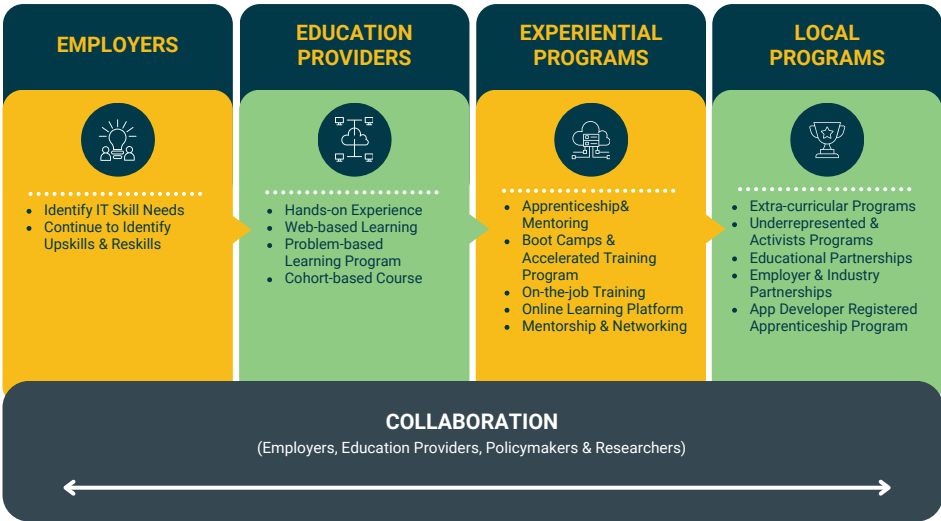 EMPLOYERS
• Identify IT Skill Needs
• Continue to Identify
Upskills & Reskills
EDUCATION
PROVIDERS
• Hands-on Experience
• Web-based Learning
• Problem-based
Learning Program
• Cohort-based Course
EXPERIENTIAL
PROGRAMS
• Apprenticeship&
Mentoring
• Boot Camps &
Accelerated Training
Program
• On-the-job Training
• Online Learning Platform
• Mentorship & Networking
LOCAL
PROGRAMS
• Extra-curricular Programs
• Underrepresented &
Activists Programs
• Educational Partnerships
• Employer & Industry
Partnerships
• App Developer Registered
Apprenticeship Program
COLLABORATION
(Employers, Education Providers, Policymakers & Researchers)